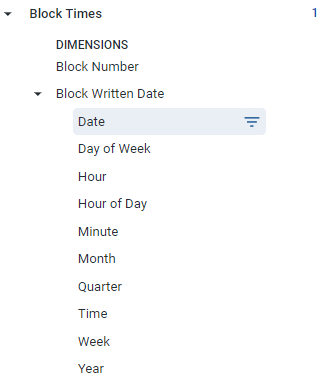 Block Times 1
DIMENSIONS
Block Number
Block Written Date
Date
Day of Week
Hour
Hour of Day
Minute
Month
Quarter
Time
Week
Year